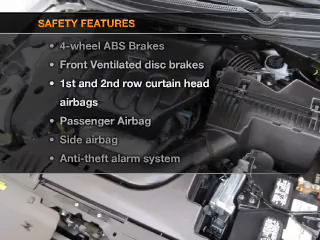 SAFETY FEATURES
• 4-wheel ABS Brakes
• Front Ventilated disc brakes
• 1st and 2nd row curtain head
airbags
• Passenger Airbag
• Side airbag
• Anti-theft alarm system